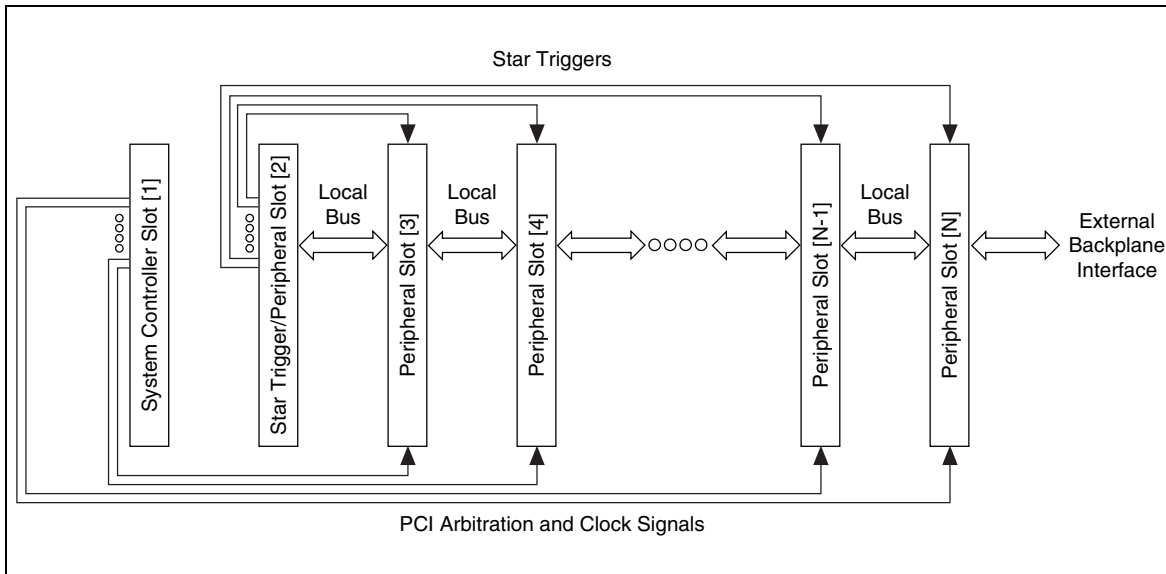 Star Triggers
System Controller Slot [1]
Star Trigger/Peripheral Slot [2]
Local
Bus
Peripheral Slot [3]
Local
Bus
Peripheral Slot [4]
Peripheral Slot [N-1]
Local
Bus
Peripheral Slot [N]
External
Backplane
Interface
PCI Arbitration and Clock Signals